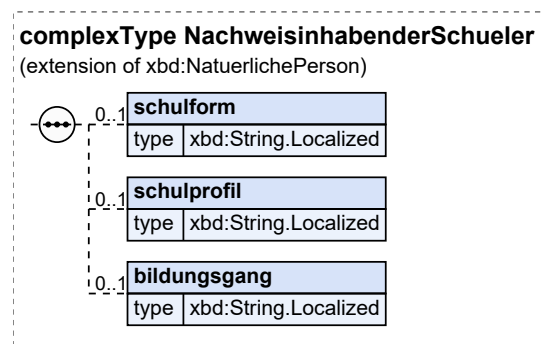 complexType NachweisinhabenderSchueler
(extension of xbd:NatuerlichePerson)
0..1 schulform
type xbd:String.Localized
0..1 schulprofil
type xbd:String.Localized
0..1 bildungsgang
type xbd:String.Localized